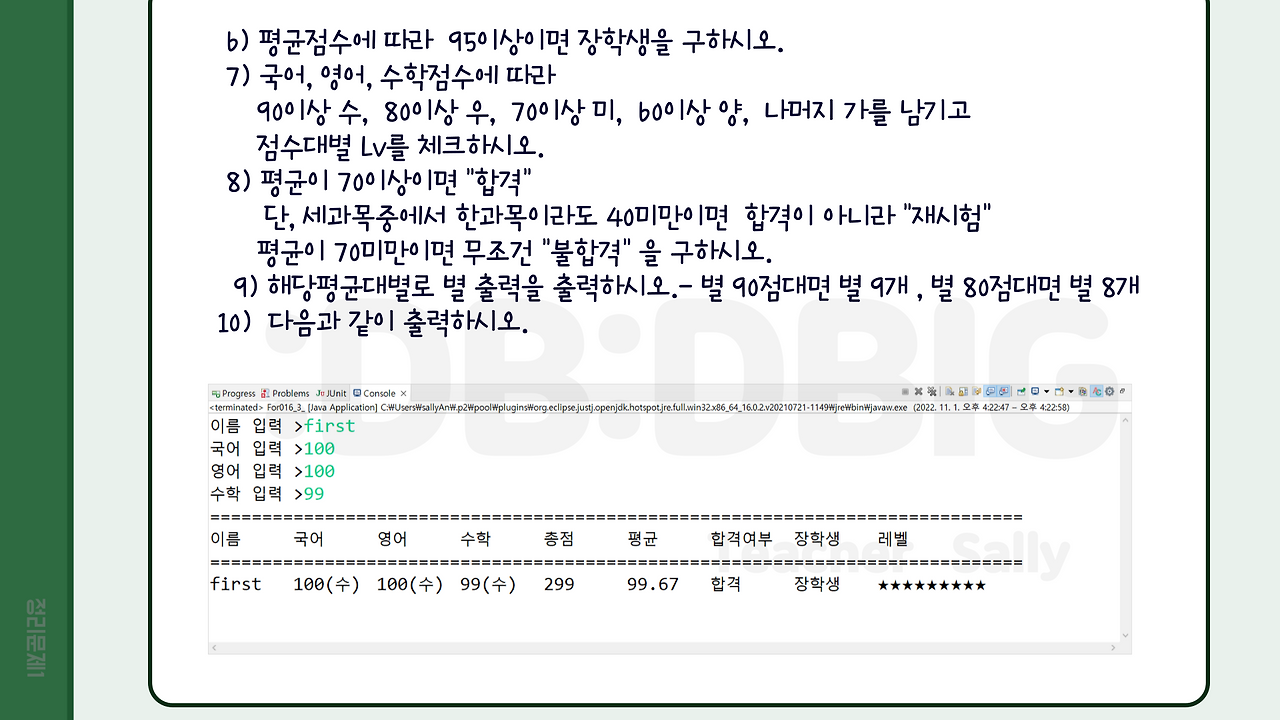 6) 평균점수에 따라 95이상이면 장학생을 구하시오.
7) 국어, 영어, 수학점수에 따라
90이상 수, 80이상 우, 70이상 미, 60이상 양, 나머지 가를 남기고
점수대별 Lv를 체크하시오.
8) 평균이 70이상이면 "합격"
단, 세과목중에서 한과목이라도 40미만이면 합격이 아니라 "재시험"
평균이 70미만이면 무조건 "불합격" 을 구하시오.
9) 해당평균대별로 별 출력을 출력하시오.- 별 90점대면 별 9개 , 별 80점대면 별 8개
10) 다음과 같이 출력하시오.
DB:DBIG
Progress Problems JUnit Console
<terminated> For016_3_ [Java Application] C:₩Users₩sallyAn₩.p2₩pool₩plugins₩org.eclipse.justj.openjdk.hotspot.jre.full.win32.x86_64_16.0.2.v20210721-1149₩jre₩bin₩javaw.exe (2022. 11. 1. 오후 4:22:47 – 오후 4:22:58)
이름 입력 >first
국어 입력 >100
영어 입력 >100
수학 입력 >99
==============================================================================
이름 국어 영어 수학 총점 평균 합격여부 장학생 레벨
==============================================================================
first 100(수) 100(수) 99(수) 299 99.67 합격 장학생 ★★★★★★★★★
Teacher Sally
정리문제1